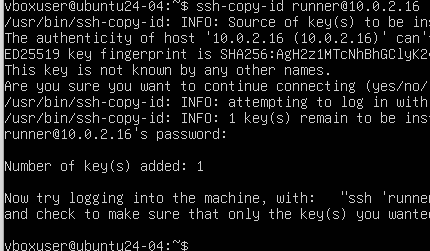 vboxuser@ubuntu24-04:~$ ssh-copy-id runner@10.0.2.16
/usr/bin/ssh-copy-id: INFO: Source of key(s) to be ins
The authenticity of host '10.0.2.16 (10.0.2.16)' can't
ED25519 key fingerprint is SHA256:AgH2z1MTcNhBhGClyK24
This key is not known by any other names.
Are you sure you want to continue connecting (yes/no/
/usr/bin/ssh-copy-id: INFO: attempting to log in with
/usr/bin/ssh-copy-id: INFO: 1 key(s) remain to be ins
runner@10.0.2.16's password:
Number of key(s) added: 1
Now try logging into the machine, with:   "ssh 'runner
and check to make sure that only the key(s) you wanted
vboxuser@ubuntu24-04:~$